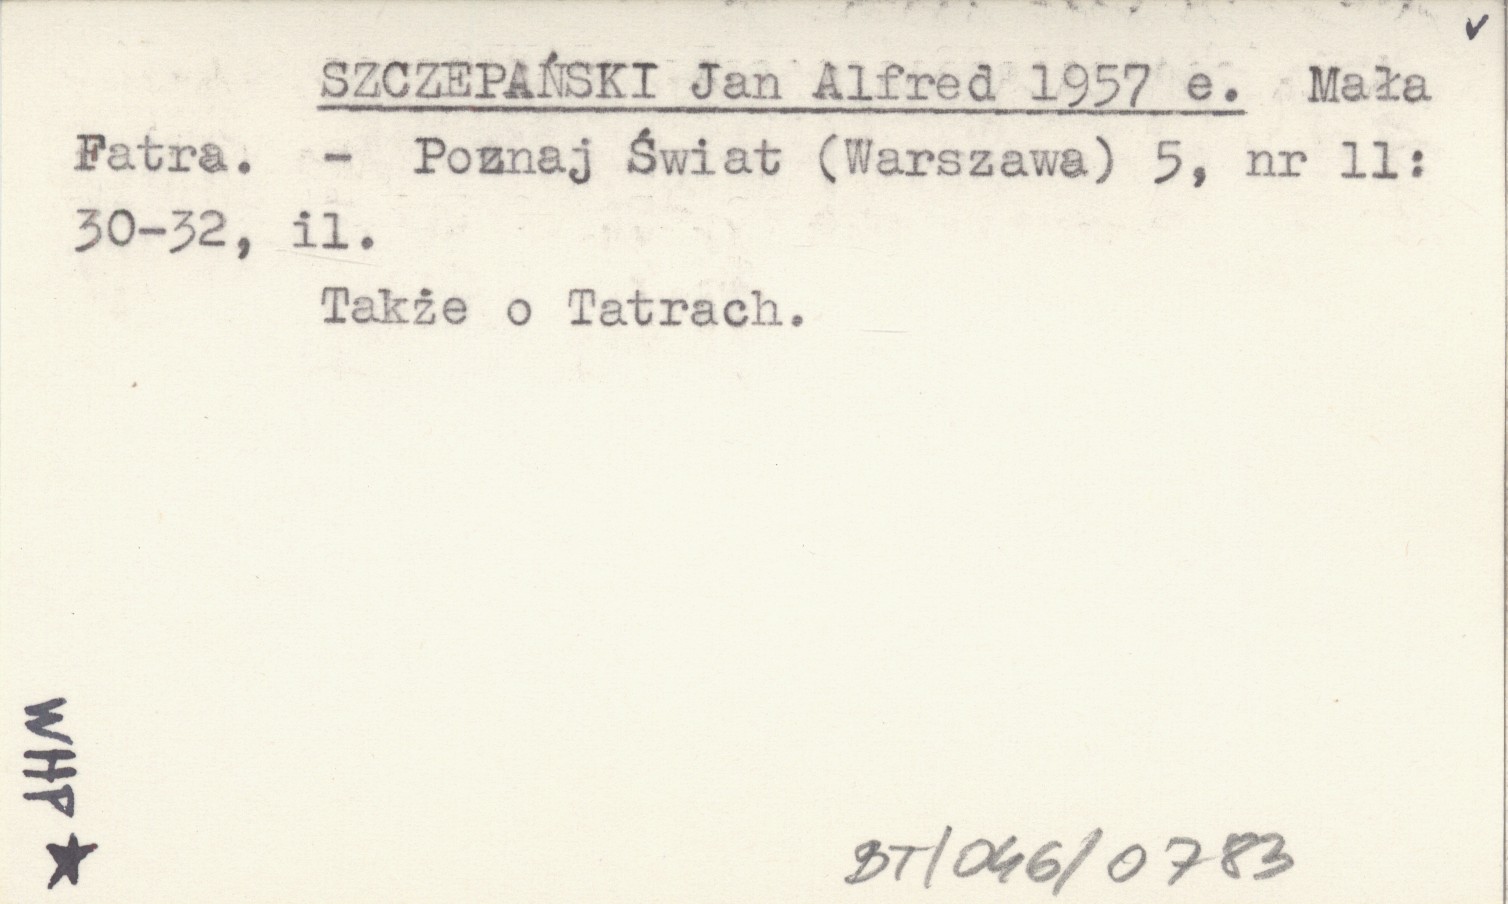 SZCZEPAŃSKI Jan Alfred 1957 e. Mała
Fatra. - Poznaj Świat (Warszawa) 5, nr 11:
30-32, il.
Także o Tatrach.
WHP ★
BT/046/0783